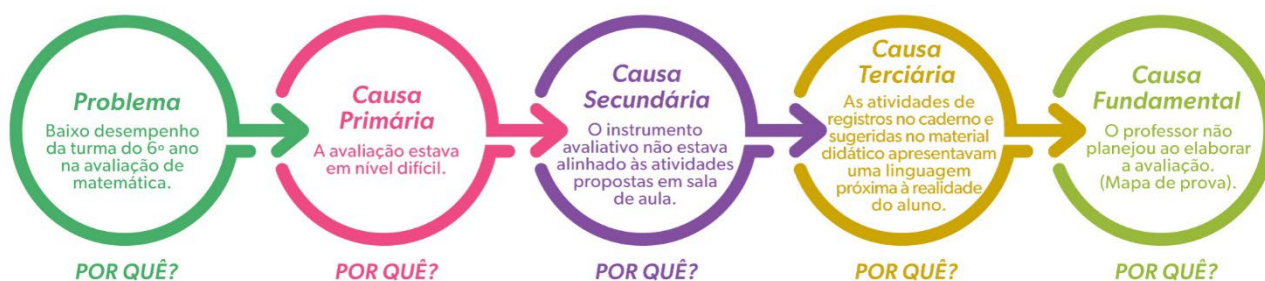 Problema
Baixo desempenho
da turma do 6º ano
na avaliação de
matemática.
POR QUÊ?
Causa
Primária
A avaliação estava
em nível difícil.
POR QUÊ?
Causa
Secundária
O instrumento
avaliativo não estava
alinhado às atividades
propostas em sala
de aula.
POR QUÊ?
Causa
Terciária
As atividades de
registros no caderno e
sugeridas no material
didático apresentavam
uma linguagem
próxima à realidade
do aluno.
POR QUÊ?
Causa
Fundamental
O professor não
planejou ao elaborar
a avaliação.
(Mapa de prova).
POR QUÊ?